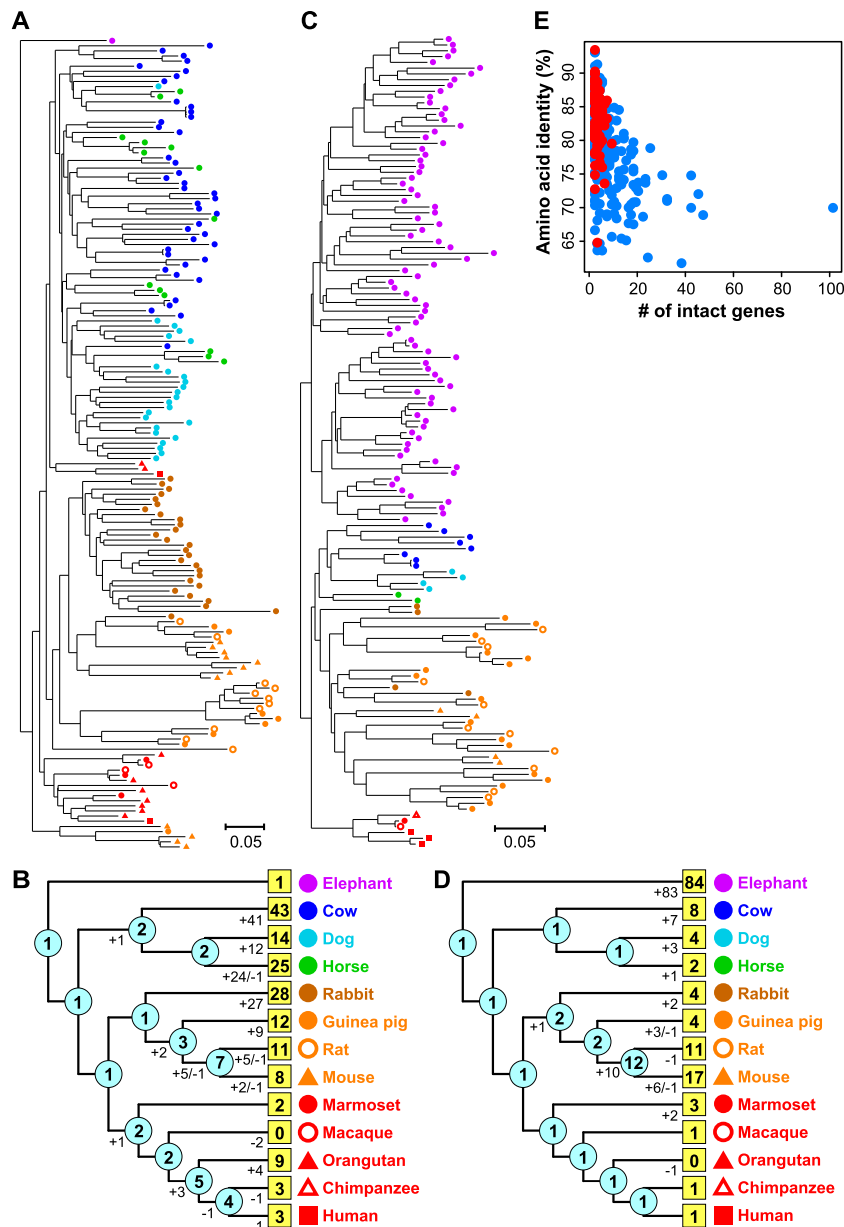 A
C
E
Amino acid identity (%)
90
85
80
75
70
65
0
20
40
60
80
100
# of intact genes
0.05
0.05
B
1
Elephant
43
+41
Cow
+1
2
14
+12
Dog
2
1
25
+24/-1
Horse
1
28
+27
Rabbit
1
12
+9
Guinea pig
+2
3
11
+5/-1
Rat
7
+5/-1
8
+2/-1
Mouse
1
2
Marmoset
+1
2
0
-2
Macaque
2
9
+4
Orangutan
+3
5
3
-1
Chimpanzee
-1
4
3
Human
D
84
+83
Elephant
8
+7
Cow
1
4
+3
Dog
1
1
2
+1
Horse
1
4
+2
Rabbit
+1
2
4
+3/-1
Guinea pig
2
11
-1
Rat
+10
12
17
+6/-1
Mouse
1
3
+2
Marmoset
1
1
Macaque
1
0
-1
Orangutan
1
1
Chimpanzee
1
1
Human